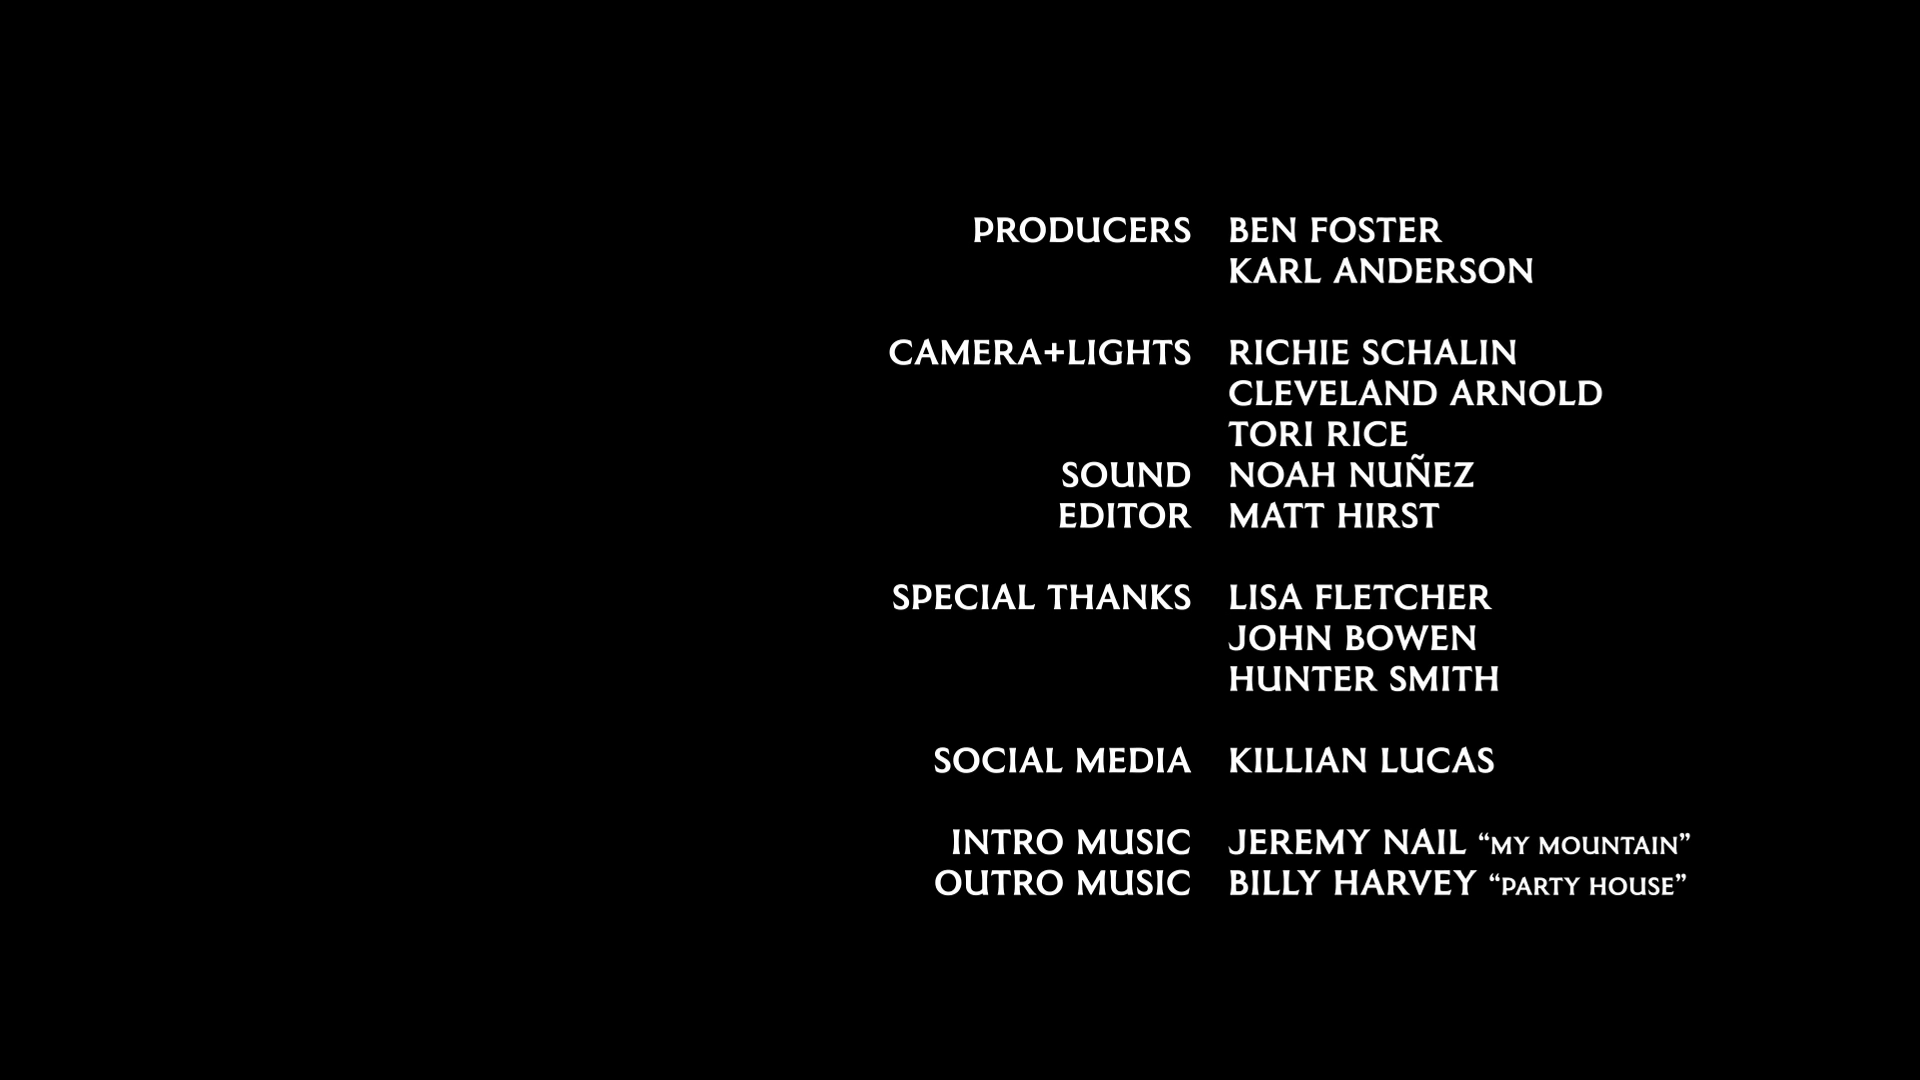 PRODUCERS BEN FOSTER
KARL ANDERSON
CAMERA+LIGHTS RICHIE SCHALIN
CLEVELAND ARNOLD
TORI RICE
SOUND NOAH NUÑEZ
EDITOR MATT HIRST
SPECIAL THANKS LISA FLETCHER
JOHN BOWEN
HUNTER SMITH
SOCIAL MEDIA KILLIAN LUCAS
INTRO MUSIC JEREMY NAIL “MY MOUNTAIN”
OUTRO MUSIC BILLY HARVEY “PARTY HOUSE”